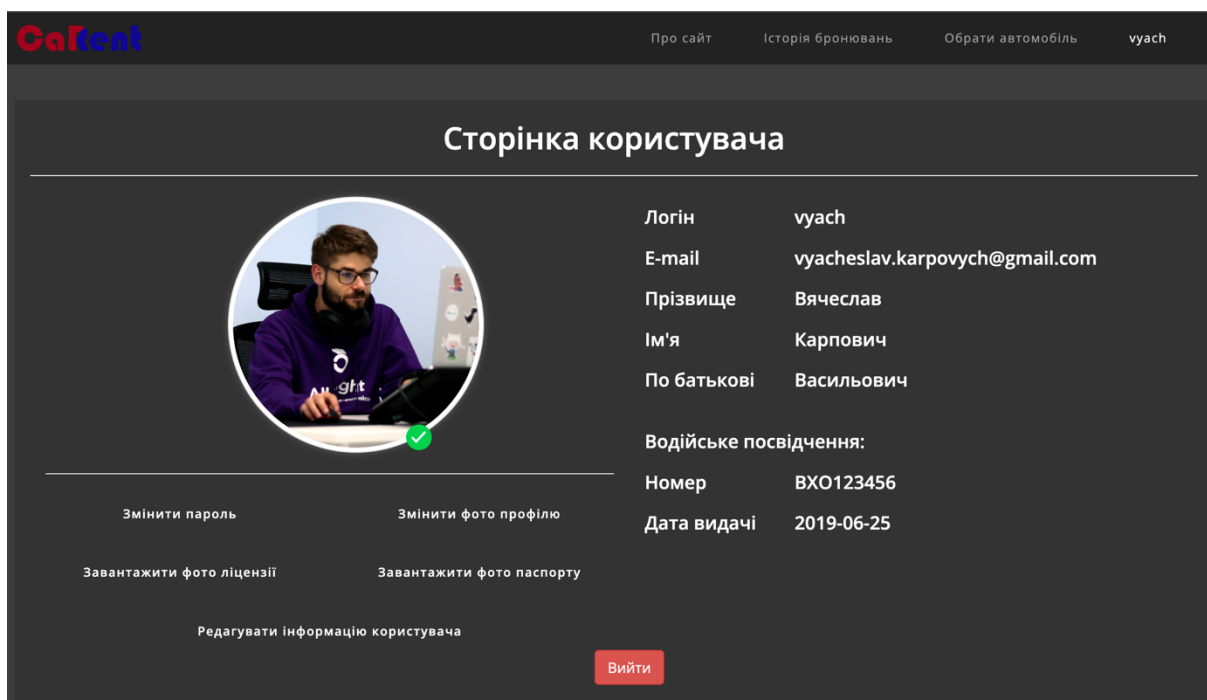 CaRent
Про сайт Історія бронювань Обрати автомобіль vyach
Сторінка користувача
Логін vyach
E-mail vyacheslav.karpovych@gmail.com
Прізвище Вячеслав
Ім'я Карпович
По батькові Васильович
Водійське посвідчення:
Номер ВХО123456
Дата видачі 2019-06-25
Змінити пароль Змінити фото профілю
Завантажити фото ліцензії Завантажити фото паспорту
Редагувати інформацію користувача
Вийти